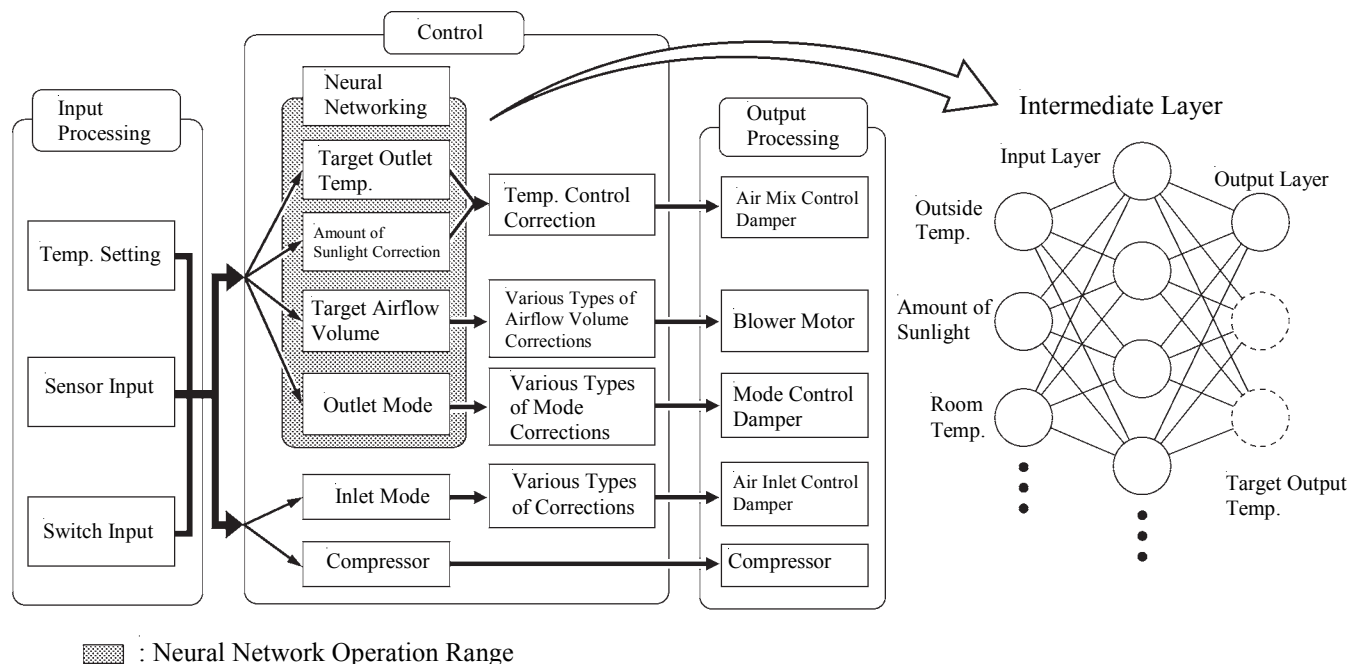 Control
Input
Processing
Neural
Networking
Output
Processing
Target Outlet
Temp.
Amount of
Sunlight Correction
Target Airflow
Volume
Outlet Mode
Inlet Mode
Compressor
Temp. Setting
Sensor Input
Switch Input
Temp. Control
Correction
Various Types of
Airflow Volume
Corrections
Various Types
of Mode
Corrections
Various Types
of Corrections
Air Mix Control
Damper
Blower Motor
Mode Control
Damper
Air Inlet Control
Damper
Compressor
Intermediate Layer
Input Layer
Output Layer
Outside
Temp.
Amount of
Sunlight
Room
Temp.
Target Output
Temp.
: Neural Network Operation Range